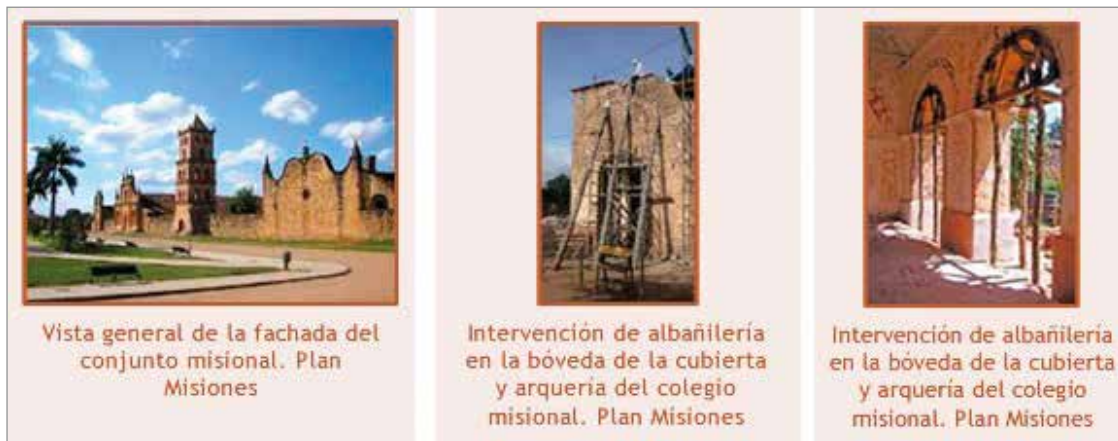 Vista general de la fachada del
conjunto misional. Plan
Misiones
Intervención de albañilería
en la bóveda de la cubierta
y arquería del colegio
misional. Plan Misiones
Intervención de albañilería
en la bóveda de la cubierta
y arquería del colegio
misional. Plan Misiones